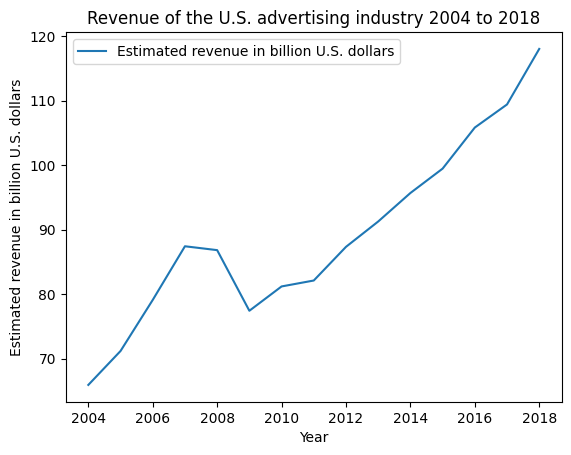 Revenue of the U.S. advertising industry 2004 to 2018
Estimated revenue in billion U.S. dollars
Estimated revenue in billion U.S. dollars
120
110
100
90
80
70
2004 2006 2008 2010 2012 2014 2016 2018
Year